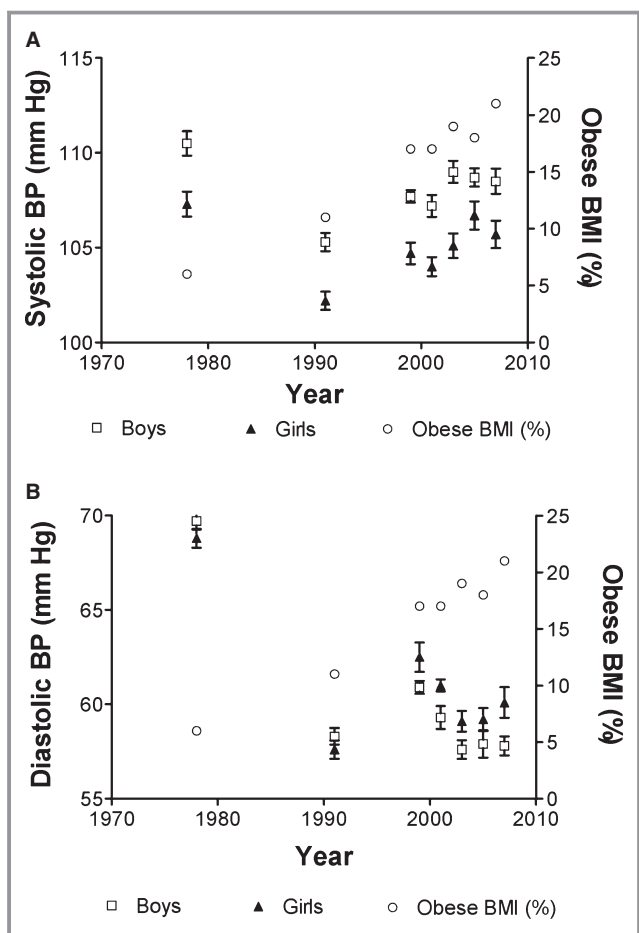 A
115
110
105
100
Systolic BP (mm Hg)
25
20
15
10
5
0
Obese BMI (%)
1970 1980 1990 2000 2010
Year
Boys Girls Obese BMI (%)
B
70
65
60
55
Diastolic BP (mm Hg)
25
20
15
10
5
0
Obese BMI (%)
1970 1980 1990 2000 2010
Year
Boys Girls Obese BMI (%)